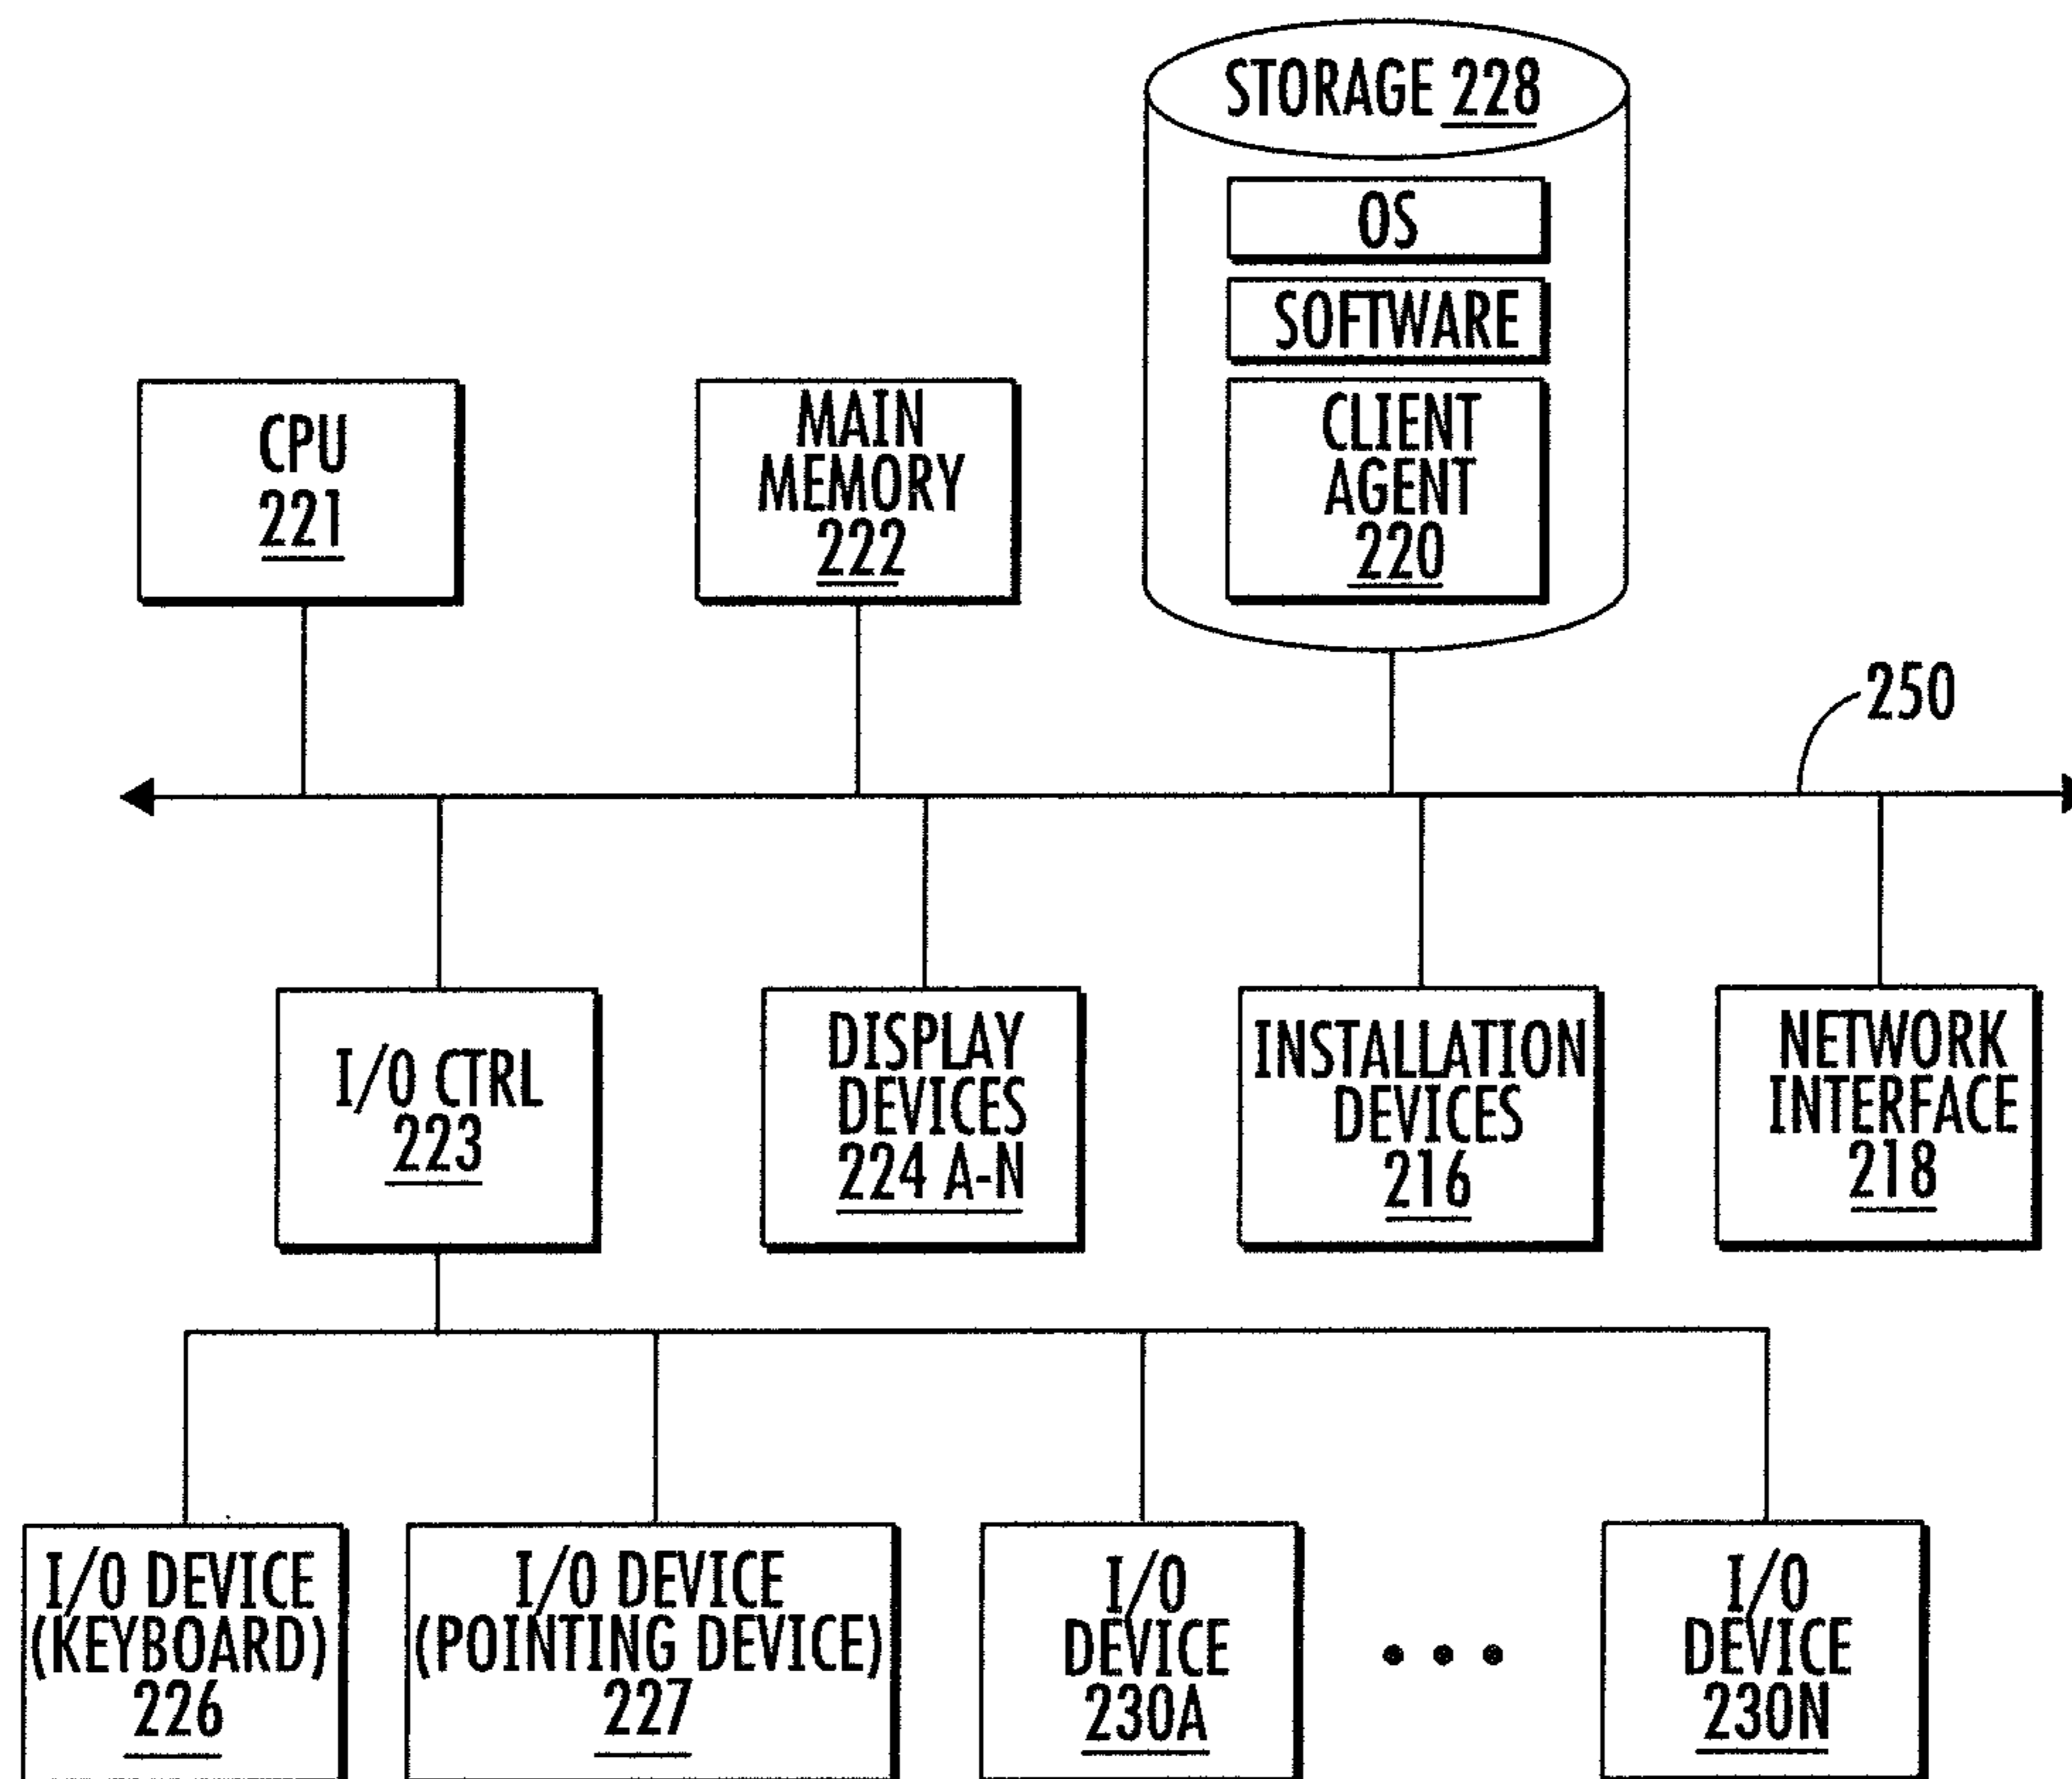 STORAGE 228
OS
SOFTWARE
CLIENT
AGENT
220
CPU
221
MAIN
MEMORY
222
250
I/O CTRL
223
DISPLAY
DEVICES
224 A-N
INSTALLATION
DEVICES
216
NETWORK
INTERFACE
218
I/O DEVICE
(KEYBOARD)
226
I/O DEVICE
(POINTING DEVICE)
227
I/O
DEVICE
230A
• • •
I/O
DEVICE
230N